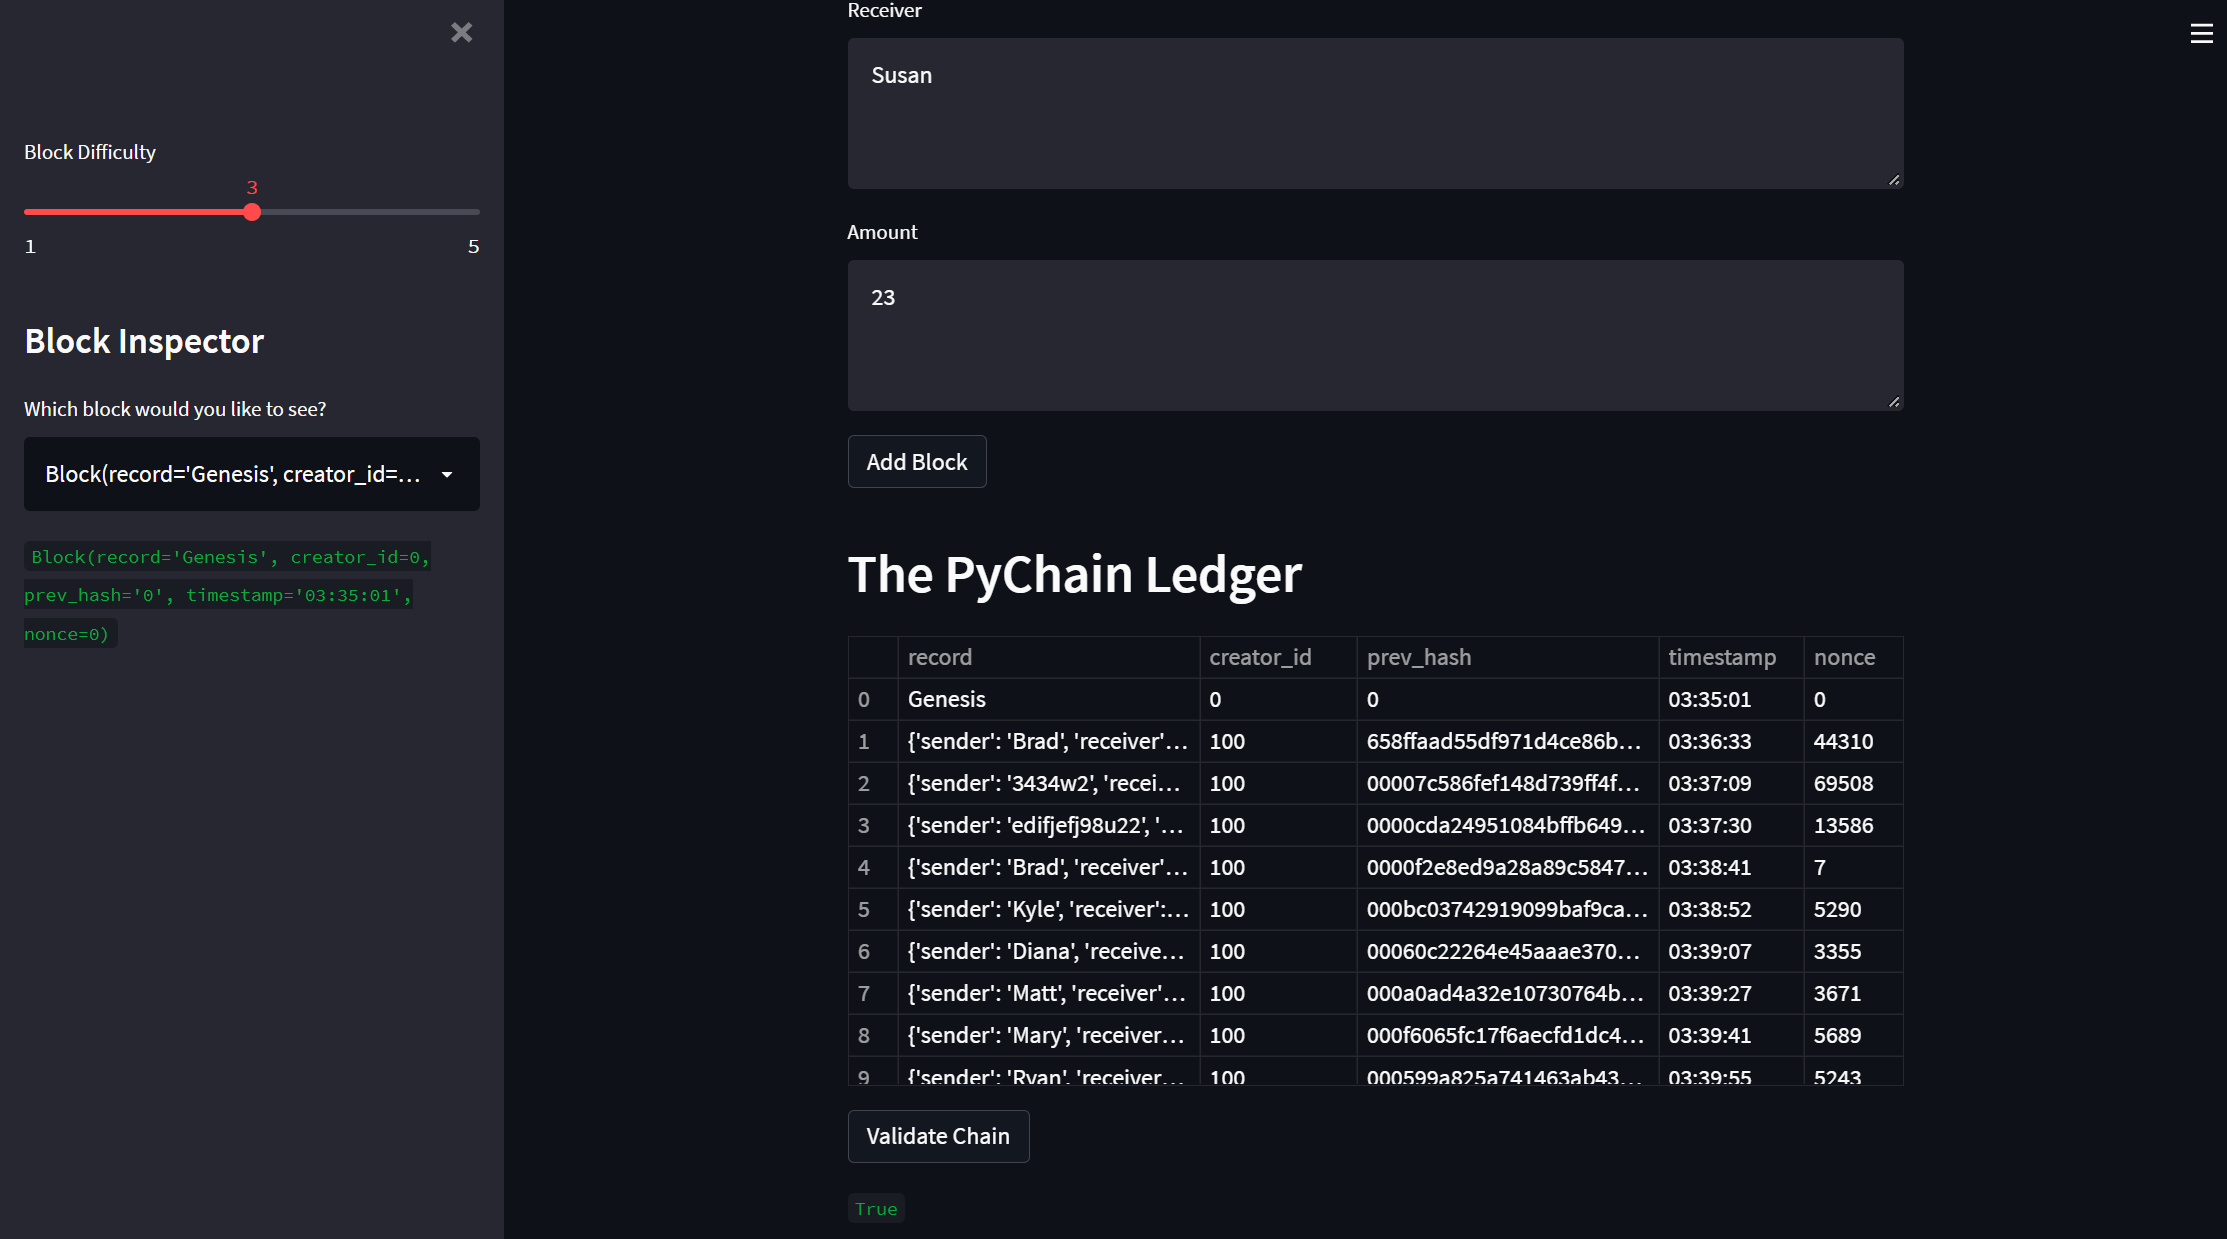 Block Difficulty
3
1 5
Block Inspector
Which block would you like to see?
Block(record='Genesis', creator_id=...
Block(record='Genesis', creator_id=0,
prev_hash='0', timestamp='03:35:01',
nonce=0)
Receiver
Susan
Amount
23
Add Block
The PyChain Ledger
record creator_id prev_hash timestamp nonce
0 Genesis 0 0 03:35:01 0
1 {'sender': 'Brad', 'receiver'... 100 658ffaad55df971d4ce86b... 03:36:33 44310
2 {'sender': '3434w2', 'recei... 100 00007c586fef148d739ff4f... 03:37:09 69508
3 {'sender': 'edifjefj98u22', '... 100 0000cda24951084bffb649... 03:37:30 13586
4 {'sender': 'Brad', 'receiver'... 100 0000f2e8ed9a28a89c5847... 03:38:41 7
5 {'sender': 'Kyle', 'receiver':... 100 000bc03742919099baf9ca... 03:38:52 5290
6 {'sender': 'Diana', 'receive... 100 00060c22264e45aaae370... 03:39:07 3355
7 {'sender': 'Matt', 'receiver'... 100 000a0ad4a32e10730764b... 03:39:27 3671
8 {'sender': 'Mary', 'receiver... 100 000f6065fc17f6aecfd1dc4... 03:39:41 5689
9 {'sender': 'Ryan', 'receiver... 100 000599a825a741463ab43... 03:39:55 5243
Validate Chain
True